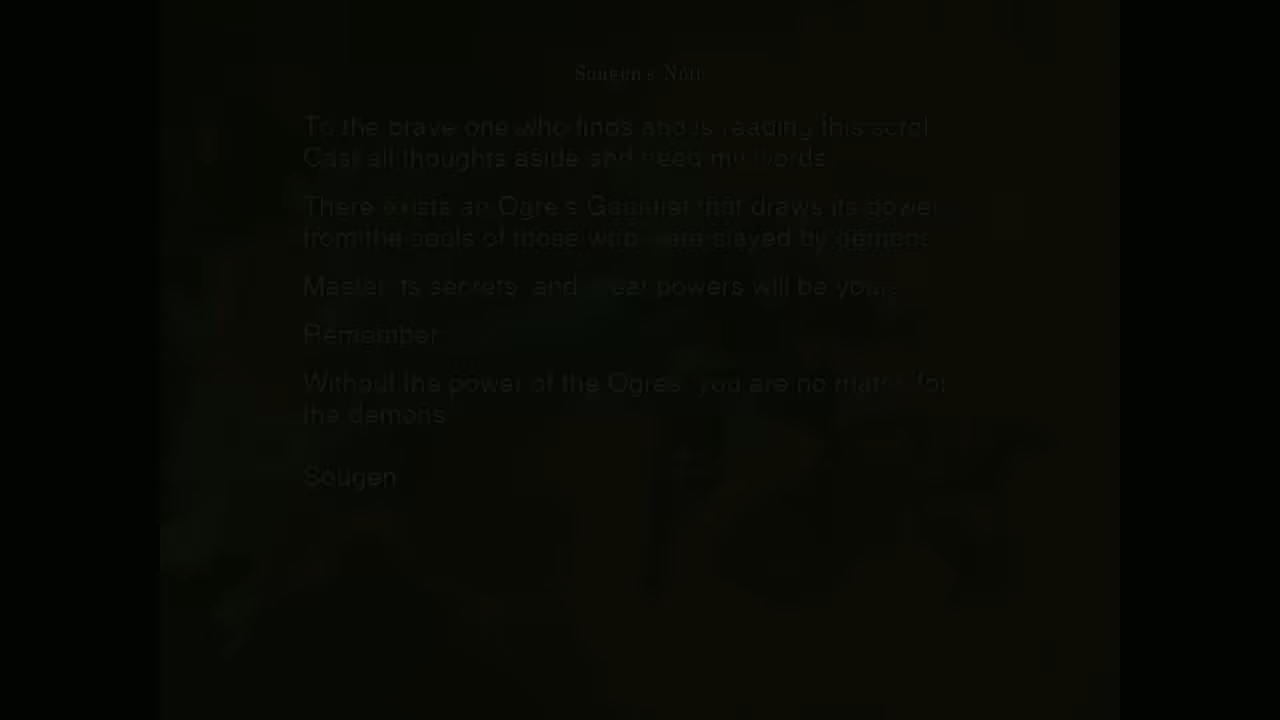 Sougen's Note
To the brave one who finds and is reading this scroll
Cast all thoughts aside and heed my words
There exists an Ogre's Gauntlet that draws its power
from the souls of those who were slayed by demons
Master its secrets, and great powers will be yours
Remember
Without the power of the Ogres, you are no match for
the demons
Sougen